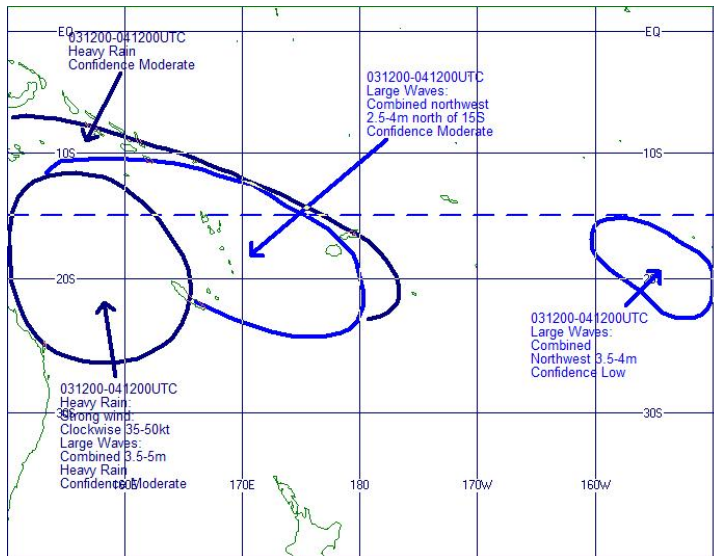 EQ
EQ
031200-041200UTC
Heavy Rain
Confidence Moderate
031200-041200UTC
Large Waves:
Combined northwest
2.5-4m north of 15S
Confidence Moderate
10S
10S
20S
20S
031200-041200UTC
Large Waves:
Combined
Northwest 3.5-4m
Confidence Low
031200-041200UTC
Heavy Rain:
Strong wind:
Clockwise 35-50kt
Large Waves:
Combined 3.5-5m
Heavy Rain
Confidence Moderate
30S
30S
160E
170E
180
170W
160W